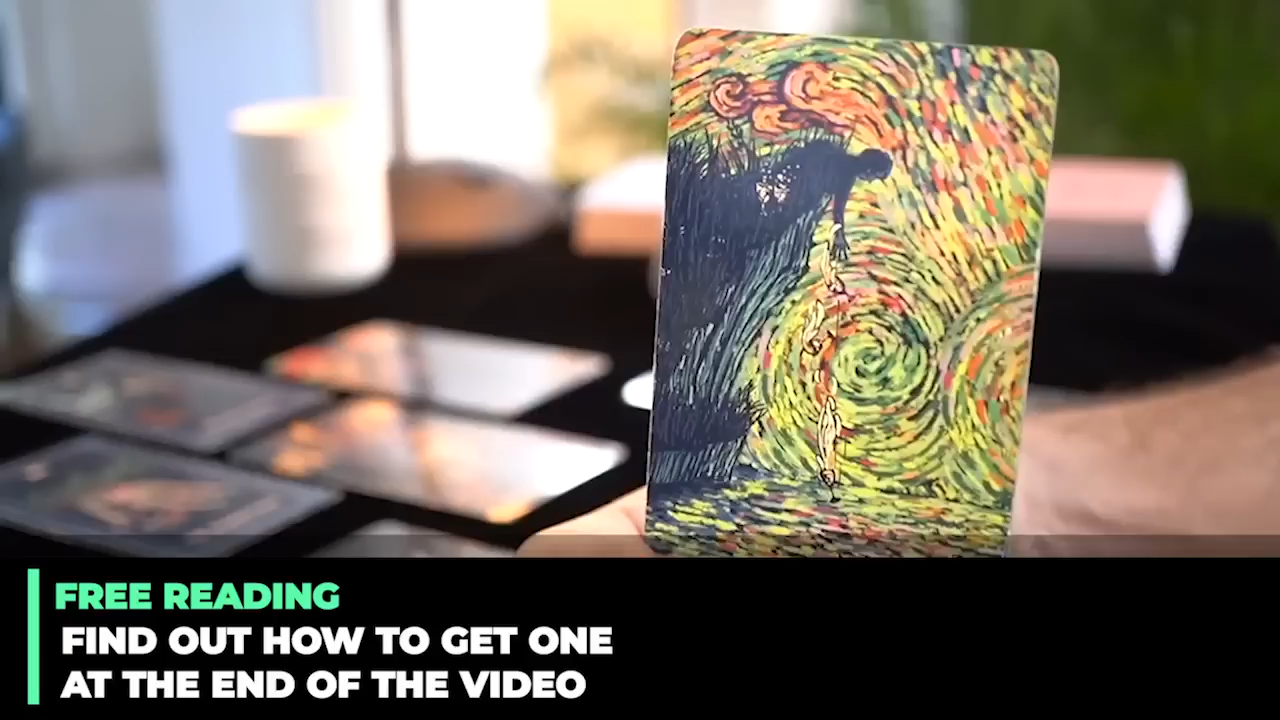 FREE READING
FIND OUT HOW TO GET ONE
AT THE END OF THE VIDEO